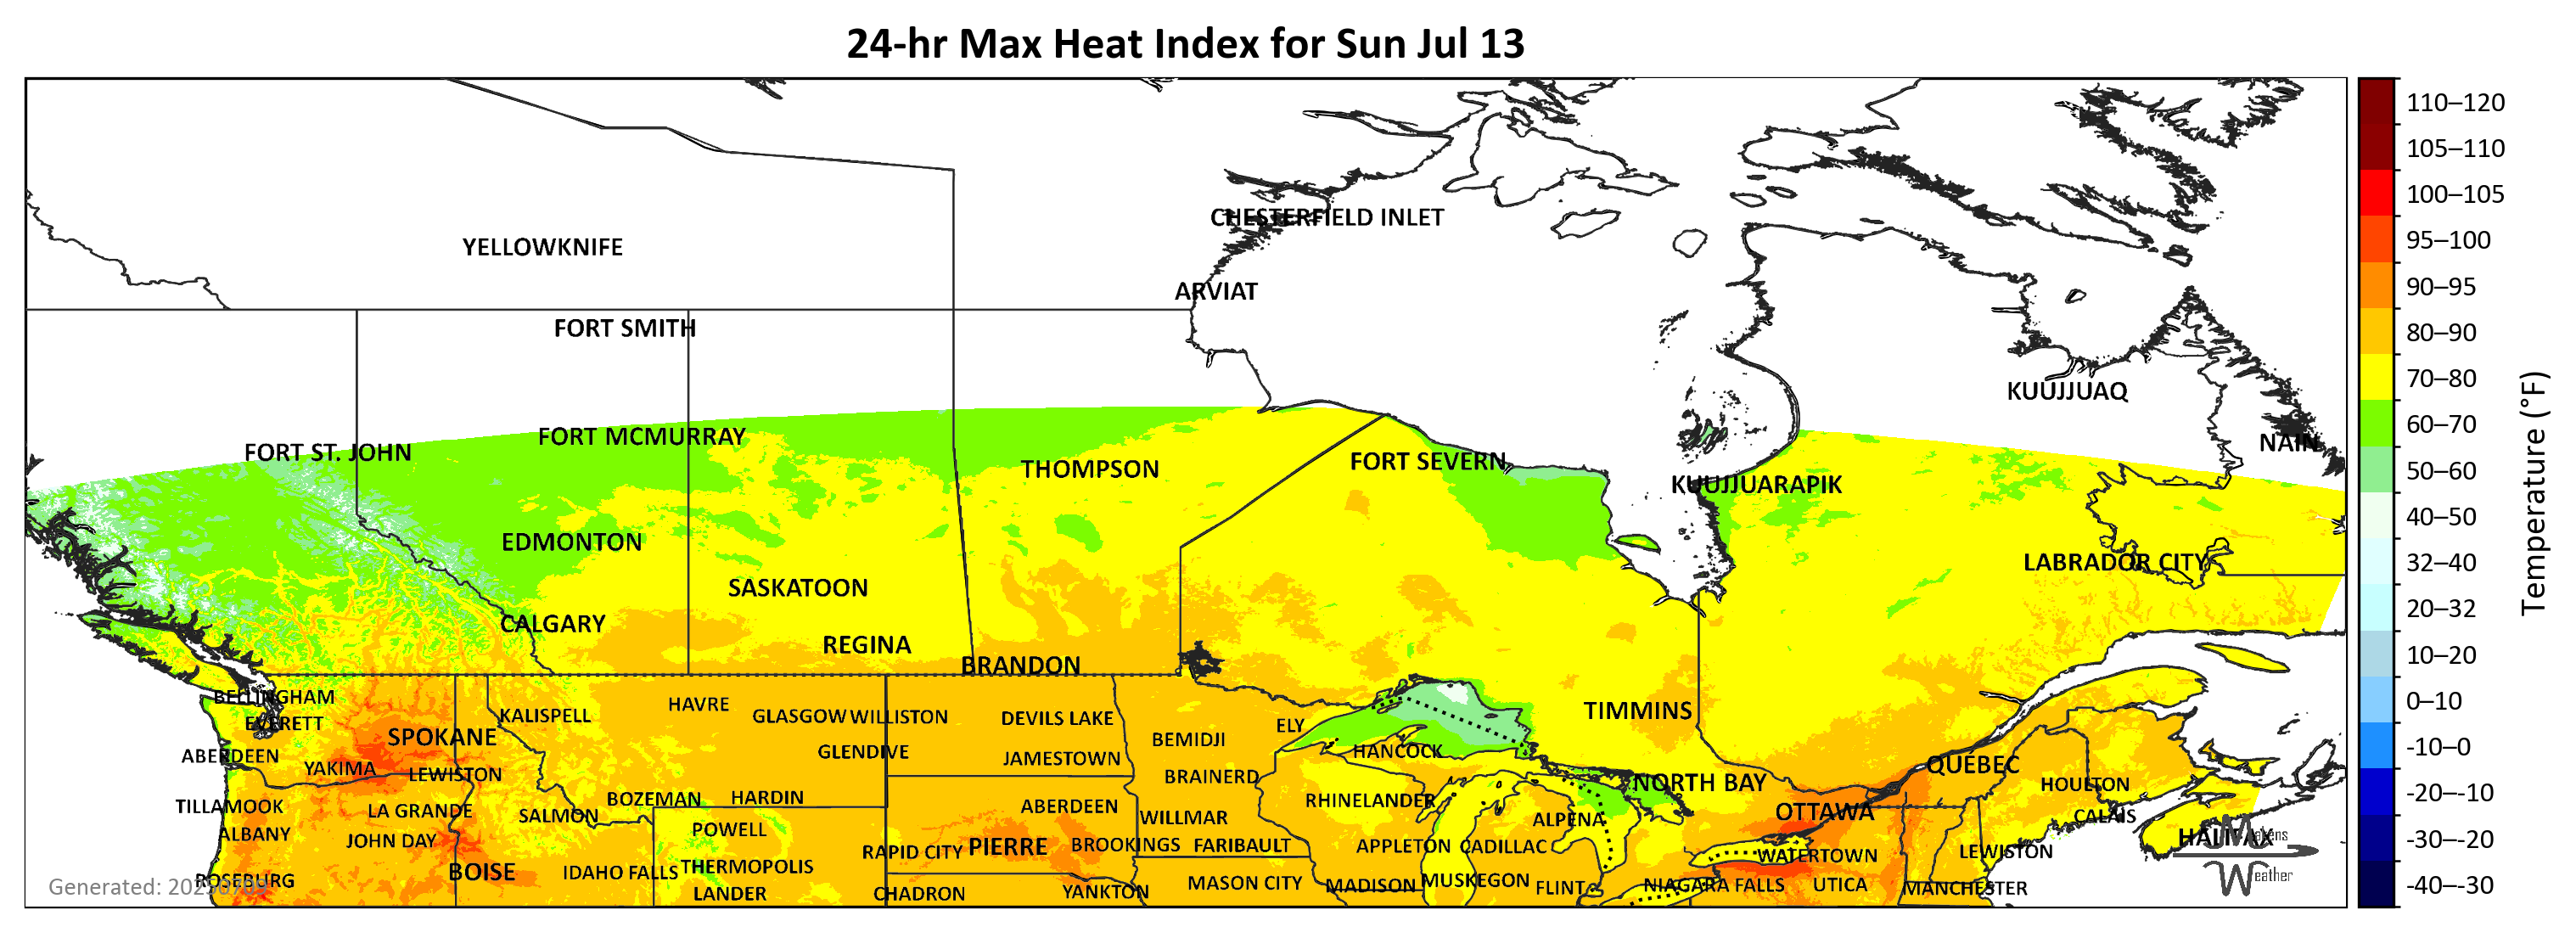 24-hr Max Heat Index for Sun Jul 13
110–120
105–110
CHESTERFIELD INLET
100–105
YELLOWKNIFE
95–100
ARVIAT
90–95
FORT SMITH
80–90
KUUJJUAQ
70–80
FORT MCMURRAY
60–70
FORT ST. JOHN
NAIN
THOMPSON
FORT SEVERN
50–60
KUUJJUARAPIK
40–50
EDMONTON
LABRADOR CITY
32–40
SASKATOON
20–32
CALGARY
REGINA
10–20
BRANDON
BELLINGHAM
HAVRE
0–10
KALISPELL
GLASGOW
WILLISTON
DEVILS LAKE
TIMMINS
EVERETT
ELY
SPOKANE
BEMIDJI
-10–0
ABERDEEN
GLENDIVE
JAMESTOWN
HANCOCK
YAKIMA
LEWISTON
BRAINERD
NORTH BAY
QUÉBEC
HOULTON
-20–-10
TILLAMOOK
LA GRANDE
BOZEMAN
HARDIN
ABERDEEN
RHINELANDER
OTTAWA
SALMON
WILLMAR
ALPENA
CALAIS
ALBANY
JOHN DAY
POWELL
HALIFAX
-30–-20
RAPID CITY
PIERRE
BROOKINGS
FARIBAULT
APPLETON
CADILLAC
WATERTOWN
LEWISTON
BOISE
IDAHO FALLS
THERMOPOLIS
ROSEBURG
MASON CITY
MADISON
MUSKEGON
FLINT
NIAGARA FALLS
UTICA
MANCHESTER
-40–-30
LANDER
CHADRON
YANKTON
Makens
Weather
Generated: 20250709
Temperature (°F)